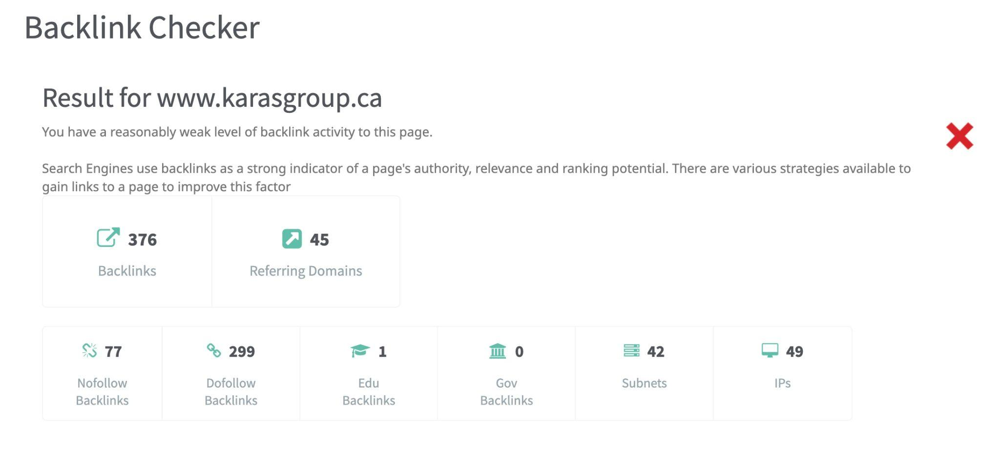 Backlink Checker
Result for www.karasgroup.ca
You have a reasonably weak level of backlink activity to this page.
Search Engines use backlinks as a strong indicator of a page's authority, relevance and ranking potential. There are various strategies available to
gain links to a page to improve this factor
376
Backlinks
45
Referring Domains
77
Nofollow
Backlinks
299
Dofollow
Backlinks
1
Edu
Backlinks
0
Gov
Backlinks
42
Subnets
49
IPs